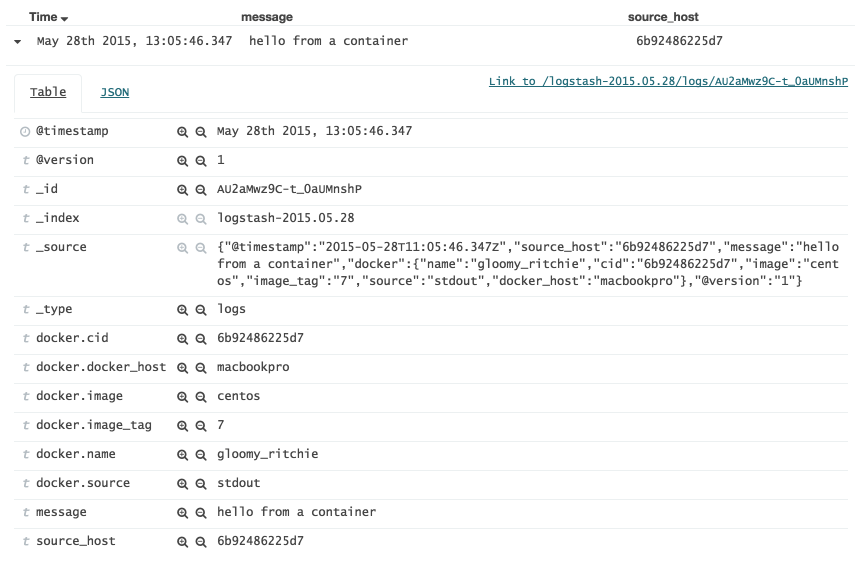 Time message source_host
May 28th 2015, 13:05:46.347 hello from a container 6b92486225d7
Table JSON Link to /logstash-2015.05.28/logs/AU2aMwz9C-t_OaUMnshP
@timestamp May 28th 2015, 13:05:46.347
t @version 1
t _id AU2aMwz9C-t_OaUMnshP
t _index logstash-2015.05.28
t _source {"@timestamp":"2015-05-28T11:05:46.347Z","source_host":"6b92486225d7","message":"hello
from a container","docker":{"name":"gloomy_ritchie","cid":"6b92486225d7","image":"cent
os","image_tag":"7","source":"stdout","docker_host":"macbookpro"},"@version":"1"}
t _type logs
t docker.cid 6b92486225d7
t docker.docker_host macbookpro
t docker.image centos
t docker.image_tag 7
t docker.name gloomy_ritchie
t docker.source stdout
t message hello from a container
t source_host 6b92486225d7